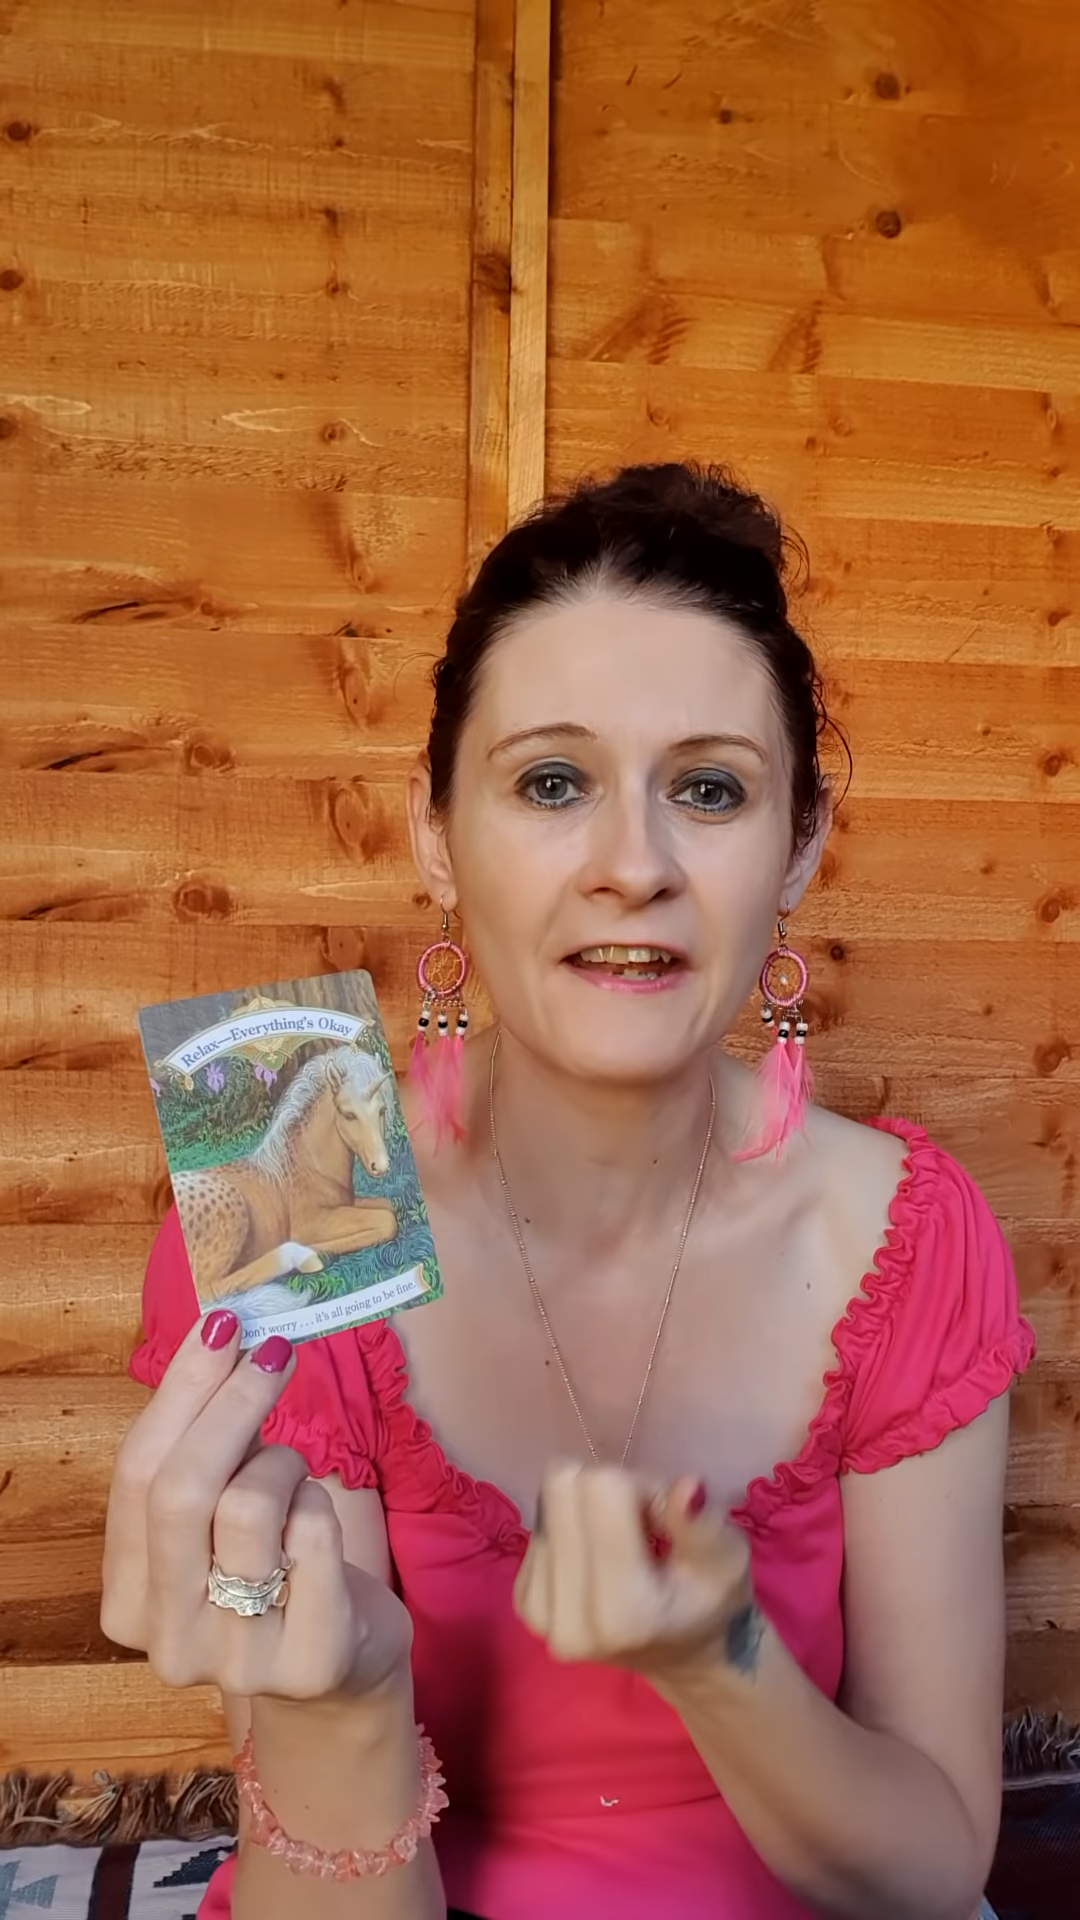 Relax—Everything's Okay
Don't worry . . . it's all going to be fine.